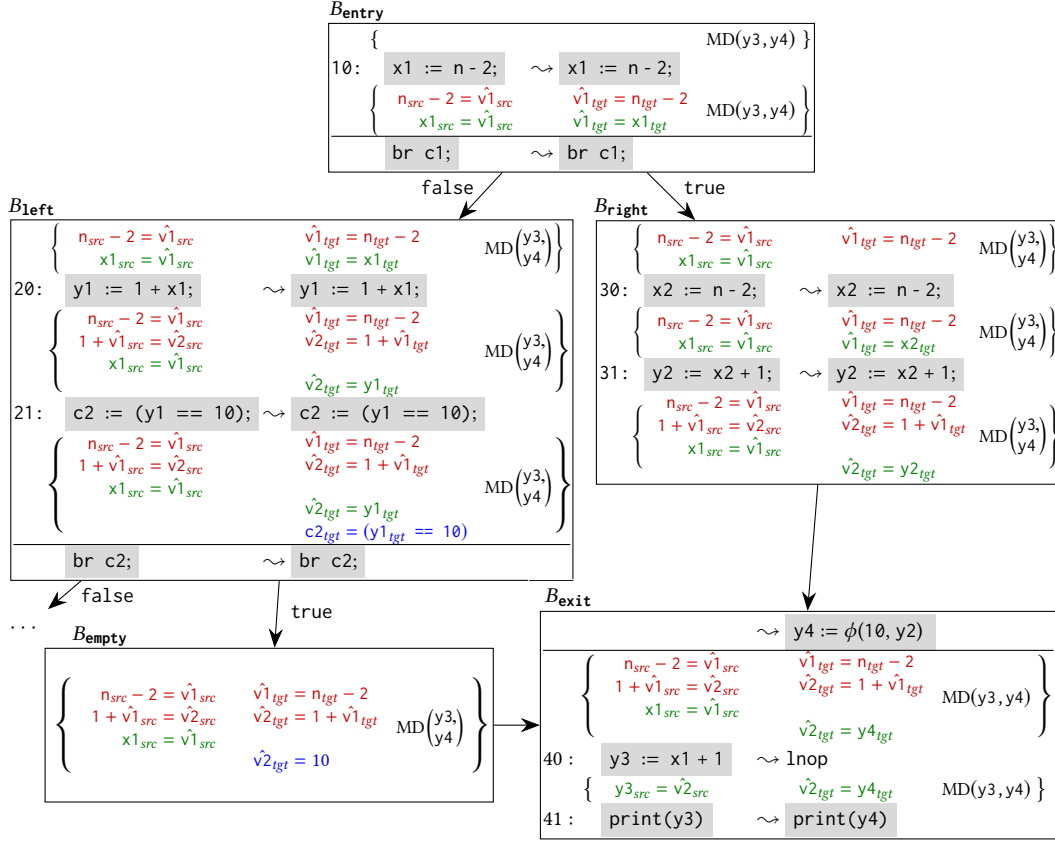 B_entry
{ MD(y3,y4) }
10: x1 := n - 2; ⤳ x1 := n - 2;
n_src − 2 = v̂1_src v̂1_tgt = n_tgt − 2 MD(y3,y4)
x1_src = v̂1_src v̂1_tgt = x1_tgt
br c1; ⤳ br c1;
false true
B_left
n_src − 2 = v̂1_src v̂1_tgt = n_tgt − 2 MD(y3,
x1_src = v̂1_src v̂1_tgt = x1_tgt y4)
20: y1 := 1 + x1; ⤳ y1 := 1 + x1;
n_src − 2 = v̂1_src v̂1_tgt = n_tgt − 2
1 + v̂1_src = v̂2_src v̂2_tgt = 1 + v̂1_tgt MD(y3,
x1_src = v̂1_src y4)
v̂2_tgt = y1_tgt
21: c2 := (y1 == 10); ⤳ c2 := (y1 == 10);
n_src − 2 = v̂1_src v̂1_tgt = n_tgt − 2
1 + v̂1_src = v̂2_src v̂2_tgt = 1 + v̂1_tgt MD(y3,
x1_src = v̂1_src y4)
v̂2_tgt = y1_tgt
c2_tgt = (y1_tgt == 10)
br c2; ⤳ br c2;
false
true
...
B_right
n_src − 2 = v̂1_src v̂1_tgt = n_tgt − 2 MD(y3,
x1_src = v̂1_src y4)
30: x2 := n - 2; ⤳ x2 := n - 2;
n_src − 2 = v̂1_src v̂1_tgt = n_tgt − 2 MD(y3,
x1_src = v̂1_src v̂1_tgt = x2_tgt y4)
31: y2 := x2 + 1; ⤳ y2 := x2 + 1;
n_src − 2 = v̂1_src v̂1_tgt = n_tgt − 2
1 + v̂1_src = v̂2_src v̂2_tgt = 1 + v̂1_tgt MD(y3,
x1_src = v̂1_src y4)
v̂2_tgt = y2_tgt
B_empty
n_src − 2 = v̂1_src v̂1_tgt = n_tgt − 2
1 + v̂1_src = v̂2_src v̂2_tgt = 1 + v̂1_tgt MD(y3,
x1_src = v̂1_src y4)
v̂2_tgt = 10
B_exit
⤳ y4 := ϕ(10, y2)
n_src − 2 = v̂1_src v̂1_tgt = n_tgt − 2
1 + v̂1_src = v̂2_src v̂2_tgt = 1 + v̂1_tgt MD(y3,y4)
x1_src = v̂1_src
v̂2_tgt = y4_tgt
40 : y3 := x1 + 1 ⤳ lnop
{ y3_src = v̂2_src v̂2_tgt = y4_tgt MD(y3,y4) }
41 : print(y3) ⤳ print(y4)